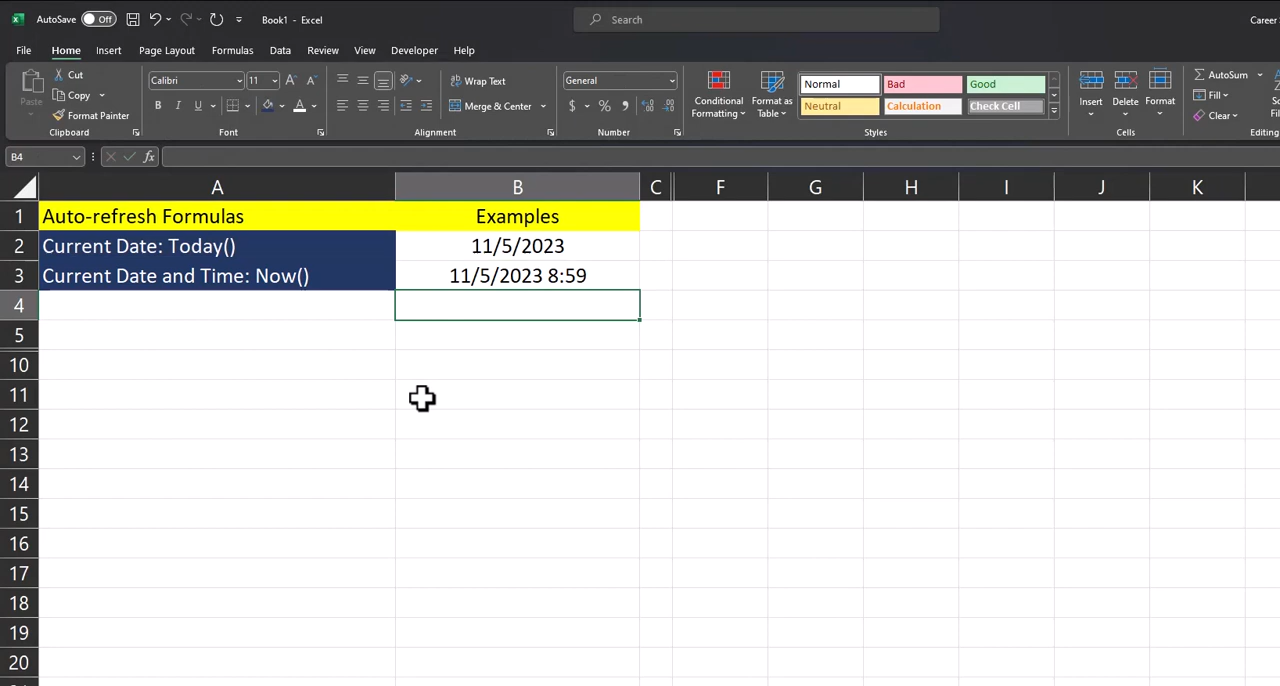 AutoSave Off Book1 - Excel Search Career
File Home Insert Page Layout Formulas Data Review View Developer Help
Paste Cut Copy Format Painter Clipboard
Calibri 11 B I U A Font
Wrap Text Merge & Center Alignment
General $ % Number
Conditional Formatting Format as Table Normal Bad Good Neutral Calculation Check Cell Styles
Insert Delete Format Cells
AutoSum Fill Clear Editing
B4 fx
A B C F G H I J K
1 Auto-refresh Formulas Examples
2 Current Date: Today() 11/5/2023
3 Current Date and Time: Now() 11/5/2023 8:59
4
5
10
11
12
13
14
15
16
17
18
19
20